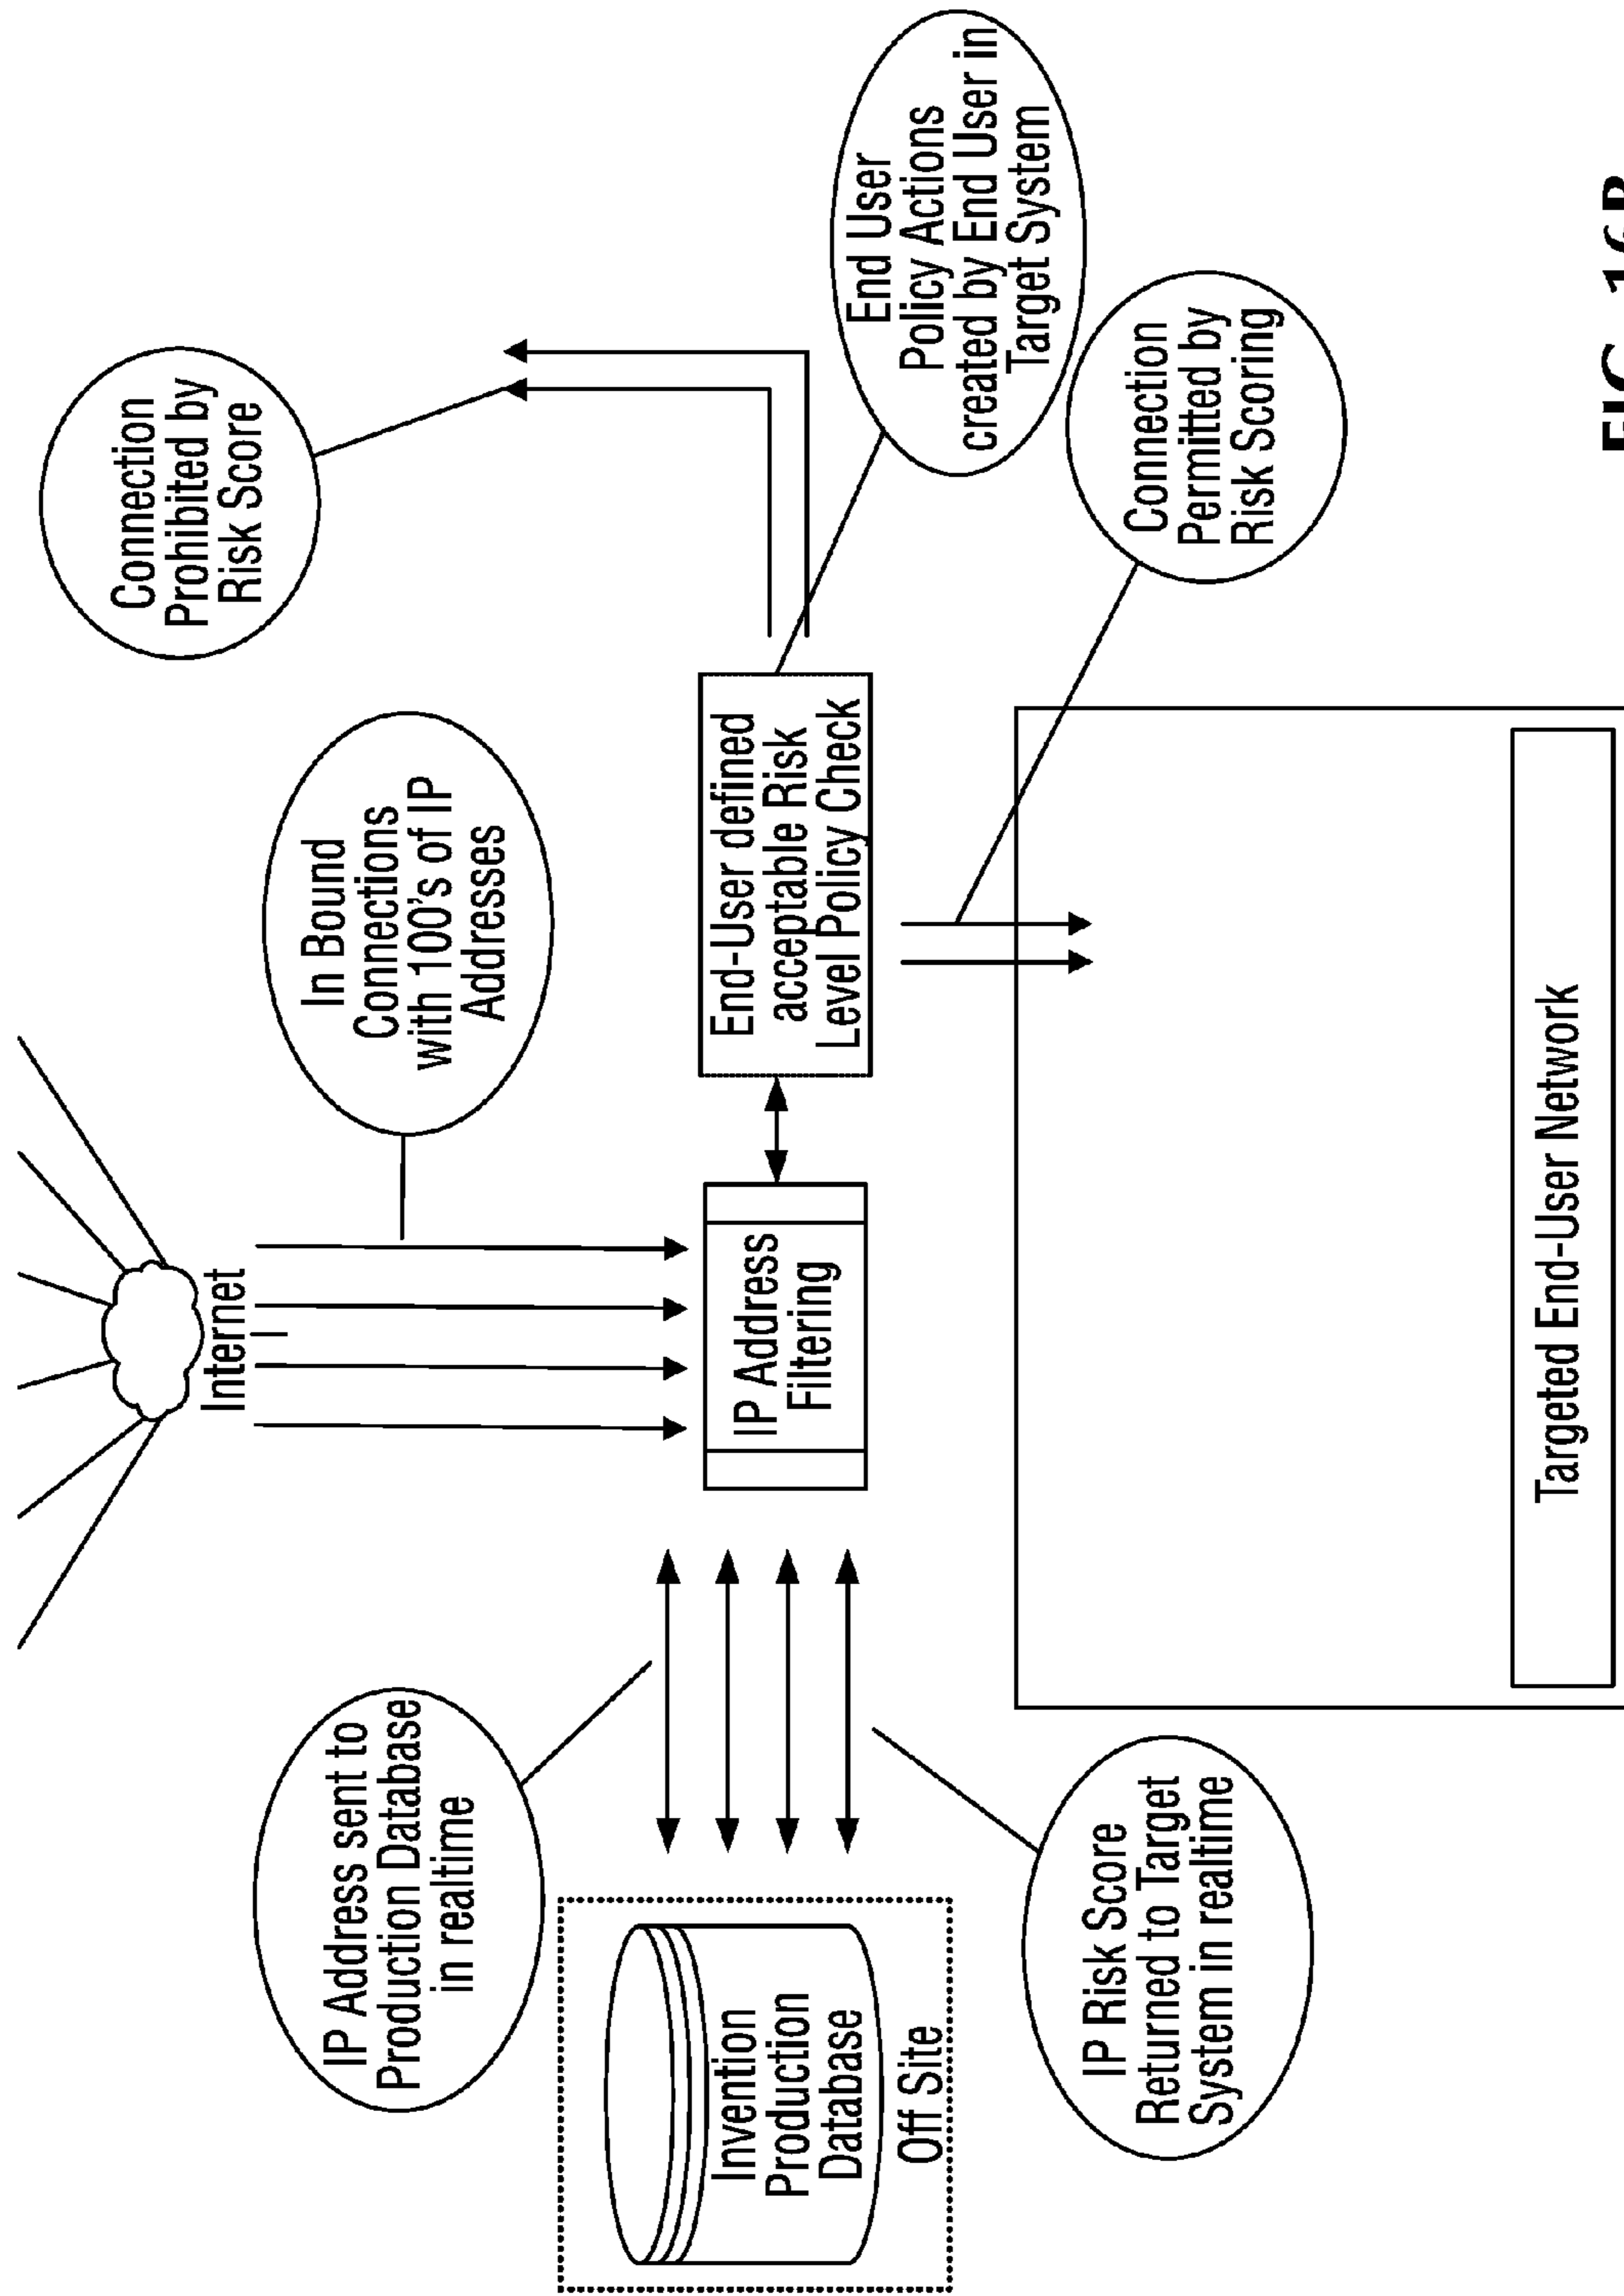 Internet
In Bound
Connections
with 100's of IP
Addresses
Connection
Prohibited by
Risk Score
IP Address sent to
Production Database
in realtime
Invention
Production
Database
Off Site
IP Address
Filtering
End-User defined
acceptable Risk
Level Policy Check
End User
Policy Actions
created by End User in
Target System
IP Risk Score
Returned to Target
System in realtime
Connection
Permitted by
Risk Scoring
Targeted End-User Network
FIG. 16B